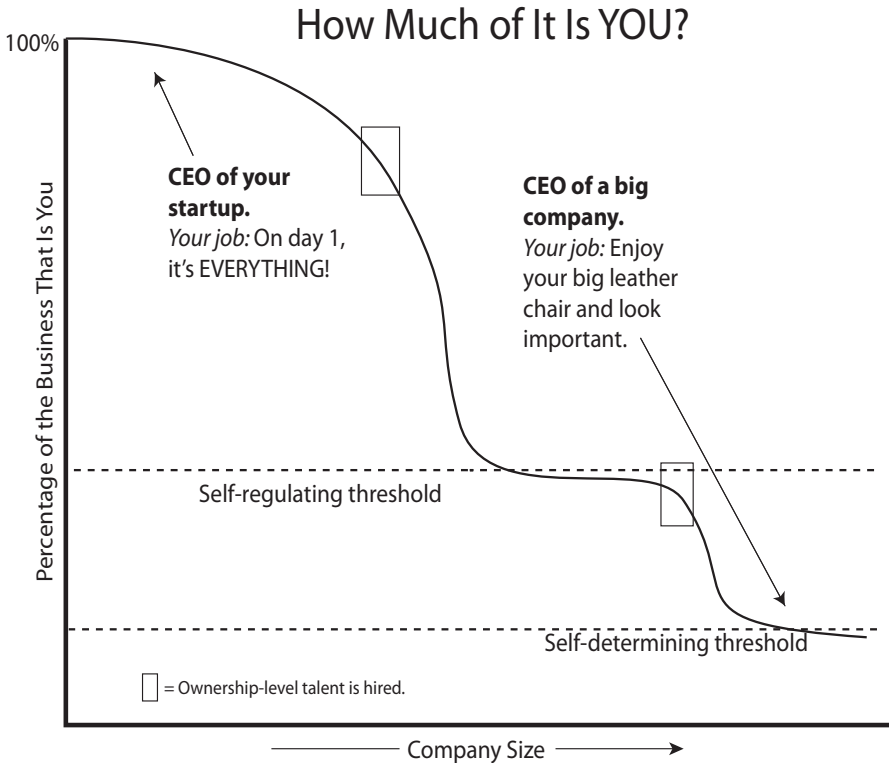 How Much of It Is YOU?
100%
Percentage of the Business That Is You
CEO of your
startup.
Your job: On day 1,
it's EVERYTHING!
CEO of a big
company.
Your job: Enjoy
your big leather
chair and look
important.
Self-regulating threshold
Self-determining threshold
= Ownership-level talent is hired.
Company Size